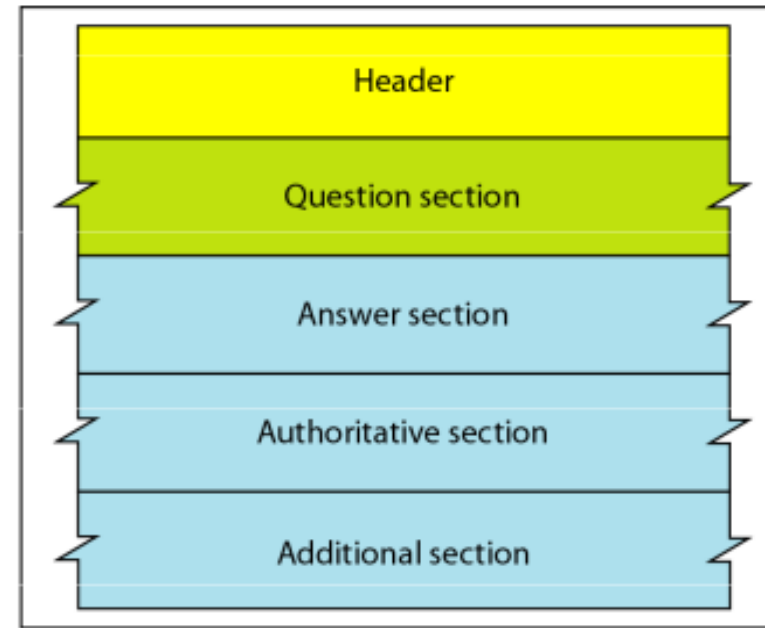 Header
Question section
Answer section
Authoritative section
Additional section